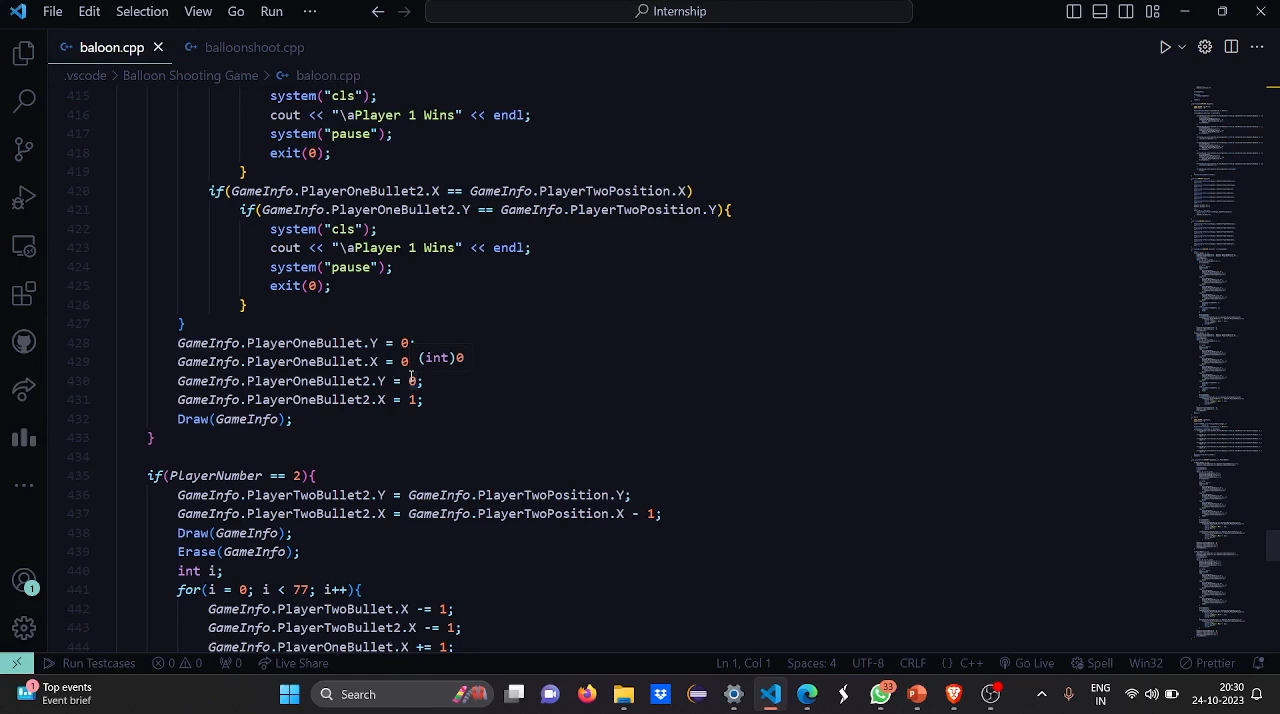 File Edit Selection View Go Run ··· Internship
baloon.cpp balloonshoot.cpp
.vscode > Balloon Shooting Game > baloon.cpp
415 system("cls");
416 cout << "\aPlayer 1 Wins" << endl;
417 system("pause");
418 exit(0);
419 }
420 if(GameInfo.PlayerOneBullet2.X == GameInfo.PlayerTwoPosition.X)
421 if(GameInfo.PlayerOneBullet2.Y == GameInfo.PlayerTwoPosition.Y){
422 system("cls");
423 cout << "\aPlayer 1 Wins" << endl;
424 system("pause");
425 exit(0);
426 }
427 }
428 GameInfo.PlayerOneBullet.Y = 0;
429 GameInfo.PlayerOneBullet.X = 0 (int)0
430 GameInfo.PlayerOneBullet2.Y = 0;
431 GameInfo.PlayerOneBullet2.X = 1;
432 Draw(GameInfo);
433 }
434
435 if(PLayerNumber == 2){
436 GameInfo.PlayerTwoBullet.Y = GameInfo.PlayerTwoPosition.Y;
437 GameInfo.PLayerTwoBullet.X = GameInfo.PlayerTwoPosition.X - 1;
438 Draw(GameInfo);
439 Erase(GameInfo);
440 int i;
441 for(i = 0; i < 77; i++){
442 GameInfo.PlayerTwoBullet.X -= 1;
443 GameInfo.PlayerTwoBullet2.X -= 1;
444 GameInfo.PlayerOneBullet.X += 1;
Run Testcases 0 0 0 Live Share Ln 1, Col 1 Spaces: 4 UTF-8 CRLF {} C++ Go Live Spell Win32 Prettier
1
1 Top events
Event brief
Search
33
ENG
IN
20:30
24-10-2023